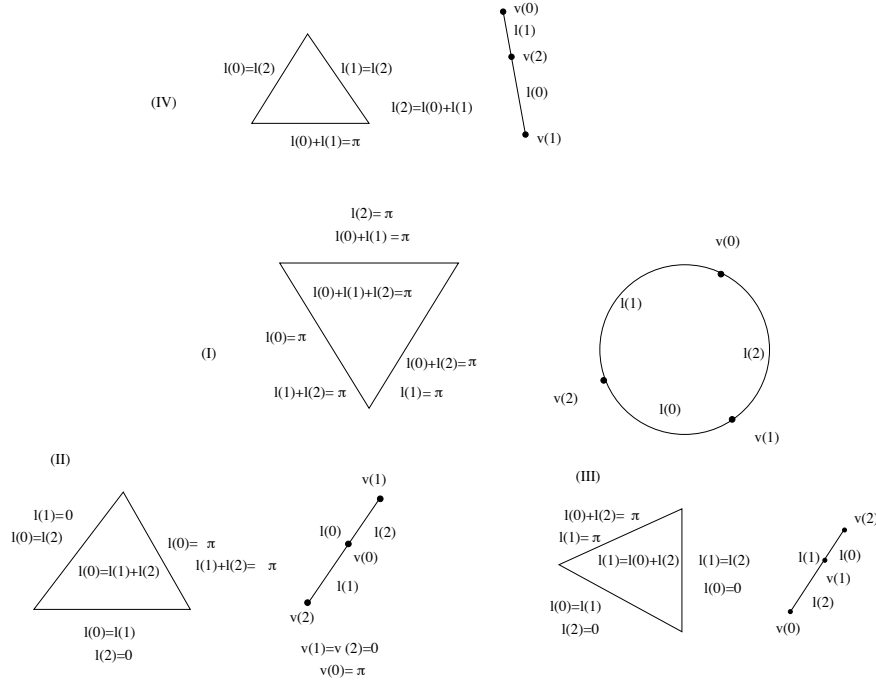 v(0)
l(1)
l(0)=l(2)
l(1)=l(2)
v(2)
(IV)
l(2)=l(0)+l(1)
l(0)
l(0)+l(1)=π
v(1)
l(2)= π
l(0)+l(1) =π
v(0)
l(0)+l(1)+l(2)=π
l(1)
l(0)=π
(I)
l(0)+l(2)=π
l(2)
l(1)+l(2)= π
l(1)= π
v(2)
l(0)
v(1)
(II)
l(1)=0
l(0)=l(2)
l(0)= π
l(0)=l(1)+l(2)
l(1)+l(2)= π
l(0)=l(1)
l(2)=0
v(1)
l(0)
l(2)
v(0)
l(1)
v(2)
v(1)=v (2)=0
v(0)= π
(III)
l(0)+l(2)= π
l(1)= π
l(1)=l(0)+l(2)
l(1)=l(2)
l(0)=0
l(0)=l(1)
l(2)=0
v(2)
l(1)
l(0)
v(1)
l(2)
v(0)